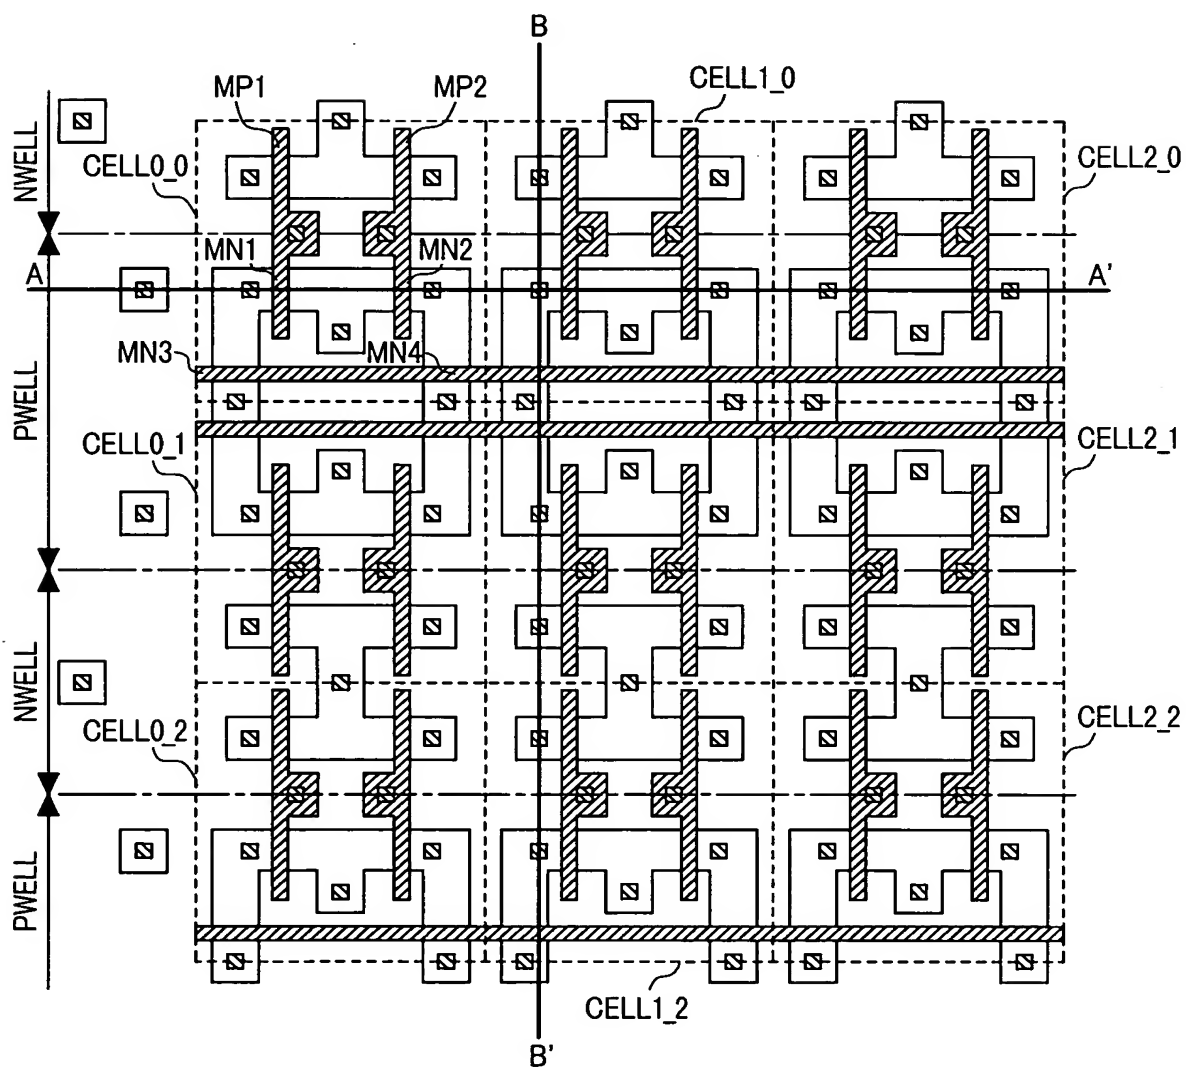 B
MP1
MP2
CELL1_0
NWELL
CELL0_0
CELL2_0
MN1
MN2
A
A'
MN3
MN4
PWELL
CELL0_1
CELL2_1
NWELL
CELL0_2
CELL2_2
PWELL
CELL1_2
B'